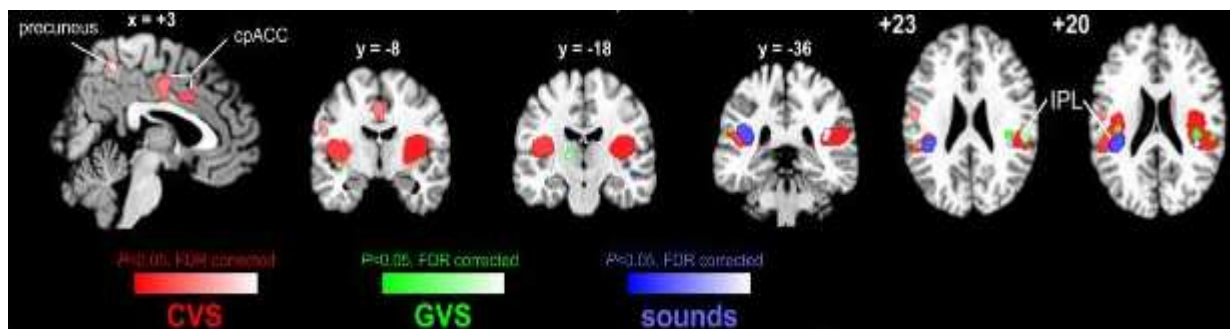 x = +3
precuneus
cpACC
y = -8
y = -18
y = -36
+23
+20
IPL
P<0.05, FDR corrected
P<0.05, FDR corrected
P<0.05, FDR corrected
CVS
GVS
sounds